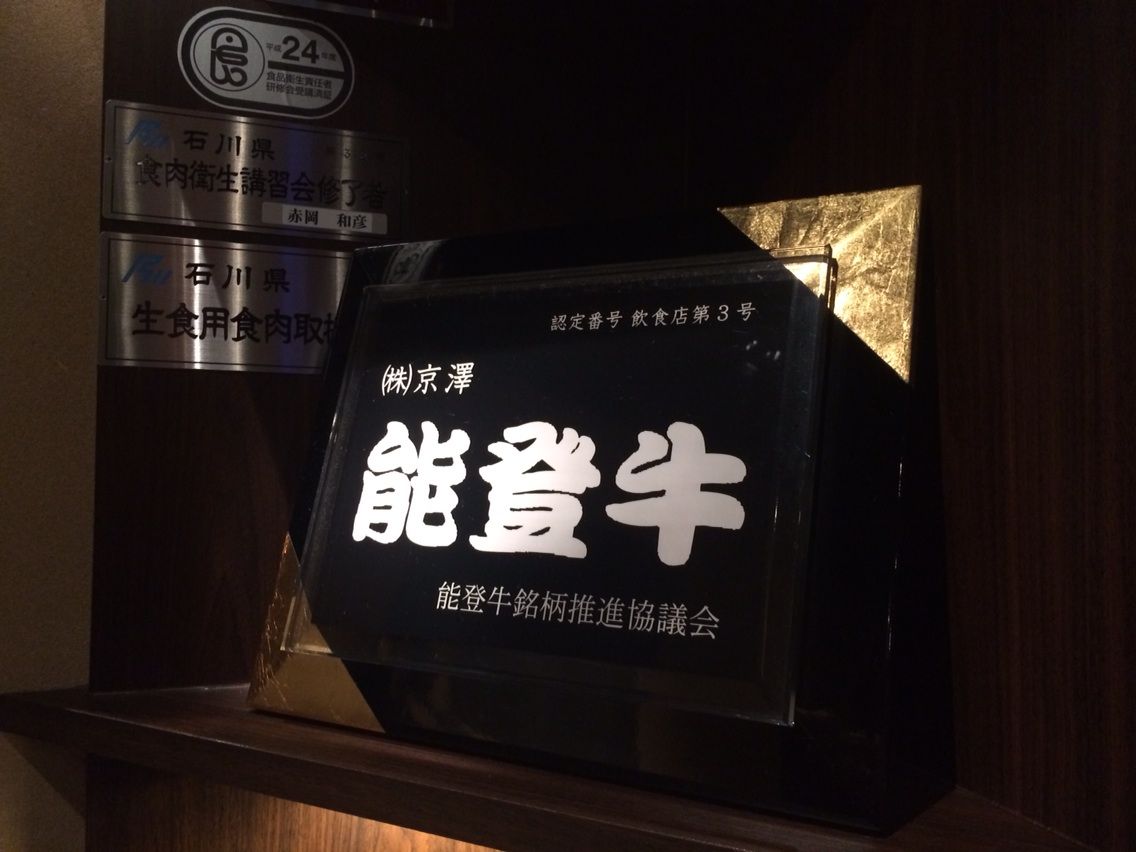 平成24年度
食品衛生責任者
研修会受講済証
石川県
食肉衛生講習会修了者
赤岡 和彦
石川県
生食用食肉取
認定番号 飲食店第3号
㈱京澤
能登牛
能登牛銘柄推進協議会